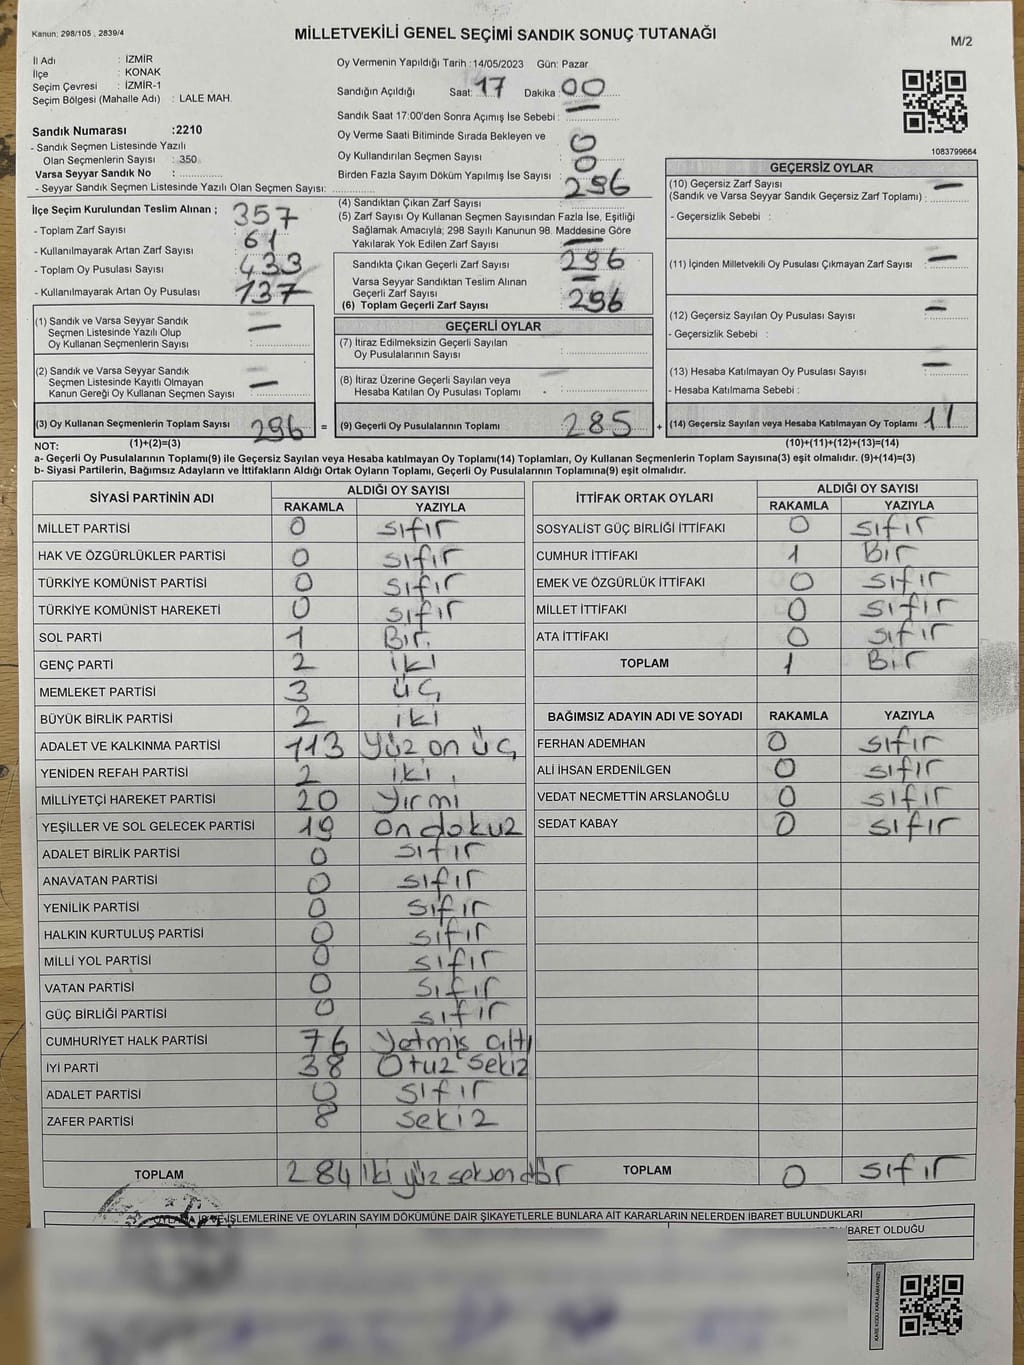 Kanun: 298/105 , 2839/4
MİLLETVEKİLİ GENEL SEÇİMİ SANDIK SONUÇ TUTANAĞI
M/2
İl Adı : İZMİR
İlçe : KONAK
Seçim Çevresi : İZMİR-1
Seçim Bölgesi (Mahalle Adı) : LALE MAH.
Sandık Numarası :2210
- Sandık Seçmen Listesinde Yazılı
Olan Seçmenlerin Sayısı : 350
Varsa Seyyar Sandık No :
- Seyyar Sandık Seçmen Listesinde Yazılı Olan Seçmen Sayısı:
Oy Vermenin Yapıldığı Tarih :14/05/2023 Gün: Pazar
Sandığın Açıldığı Saat: 17 Dakika: 00
Sandık Saat 17:00'den Sonra Açılmış İse Sebebi : —
Oy Verme Saati Bitiminde Sırada Bekleyen ve
Oy Kullandırılan Seçmen Sayısı 0
Birden Fazla Sayım Döküm Yapılmış İse Sayısı : 0
1083799664
İlçe Seçim Kurulundan Teslim Alınan ;
- Toplam Zarf Sayısı : 357
- Kullanılmayarak Artan Zarf Sayısı : 61
- Toplam Oy Pusulası Sayısı : 433
- Kullanılmayarak Artan Oy Pusulası : 137
(4) Sandıktan Çıkan Zarf Sayısı : 296
(5) Zarf Sayısı Oy Kullanan Seçmen Sayısından Fazla İse, Eşitliği
Sağlamak Amacıyla; 298 Sayılı Kanunun 98. Maddesine Göre
Yakılarak Yok Edilen Zarf Sayısı : —
Sandıkta Çıkan Geçerli Zarf Sayısı : 296
Varsa Seyyar Sandıktan Teslim Alınan
Geçerli Zarf Sayısı : —
(6) Toplam Geçerli Zarf Sayısı : 296
GEÇERSİZ OYLAR
(10) Geçersiz Zarf Sayısı —
(Sandık ve Varsa Seyyar Sandık Geçersiz Zarf Toplamı) :
- Geçersizlik Sebebi :
(11) İçinden Milletvekili Oy Pusulası Çıkmayan Zarf Sayısı : —
(12) Geçersiz Sayılan Oy Pusulası Sayısı : —
- Geçersizlik Sebebi :
(13) Hesaba Katılmayan Oy Pusulası Sayısı : —
- Hesaba Katılmama Sebebi :
(1) Sandık ve Varsa Seyyar Sandık
Seçmen Listesinde Yazılı Olup
Oy Kullanan Seçmenlerin Sayısı : —
(2) Sandık ve Varsa Seyyar Sandık
Seçmen Listesinde Kayıtlı Olmayan
Kanun Gereği Oy Kullanan Seçmen Sayısı : —
GEÇERLİ OYLAR
(7) İtiraz Edilmeksizin Geçerli Sayılan
Oy Pusulalarının Sayısı :
(8) İtiraz Üzerine Geçerli Sayılan veya
Hesaba Katılan Oy Pusulası Toplamı :
(3) Oy Kullanan Seçmenlerin Toplam Sayısı 296 = (9) Geçerli Oy Pusulalarının Toplamı : 285 + (14) Geçersiz Sayılan veya Hesaba Katılmayan Oy Toplamı : 11
NOT: (1)+(2)=(3) (10)+(11)+(12)+(13)=(14)
a- Geçerli Oy Pusulalarının Toplamı(9) ile Geçersiz Sayılan veya Hesaba katılmayan Oy Toplamı(14) Toplamları, Oy Kullanan Seçmenlerin Toplam Sayısına(3) eşit olmalıdır. (9)+(14)=(3)
b- Siyasi Partilerin, Bağımsız Adayların ve İttifakların Aldığı Ortak Oyların Toplamı, Geçerli Oy Pusulalarının Toplamına(9) eşit olmalıdır.
SİYASİ PARTİNİN ADI ALDIĞI OY SAYISI
RAKAMLA YAZIYLA
MİLLET PARTİSİ 0 sıfır
HAK VE ÖZGÜRLÜKLER PARTİSİ 0 sıfır
TÜRKİYE KOMÜNİST PARTİSİ 0 sıfır
TÜRKİYE KOMÜNİST HAREKETİ 0 sıfır
SOL PARTİ 1 Bir.
GENÇ PARTİ 2 iki
MEMLEKET PARTİSİ 3 üç
BÜYÜK BİRLİK PARTİSİ 2 iki
ADALET VE KALKINMA PARTİSİ 113 Yüz on üç
YENİDEN REFAH PARTİSİ 2 iki
MİLLİYETÇİ HAREKET PARTİSİ 20 Yirmi
YEŞİLLER VE SOL GELECEK PARTİSİ 19 On dokuz
ADALET BİRLİK PARTİSİ 0 sıfır
ANAVATAN PARTİSİ 0 sıfır
YENİLİK PARTİSİ 0 sıfır
HALKIN KURTULUŞ PARTİSİ 0 sıfır
MİLLİ YOL PARTİSİ 0 sıfır
VATAN PARTİSİ 0 sıfır
GÜÇ BİRLİĞİ PARTİSİ 0 sıfır
CUMHURİYET HALK PARTİSİ 76 Yetmiş altı
İYİ PARTİ 38 Otuz sekiz
ADALET PARTİSİ 0 sıfır
ZAFER PARTİSİ 8 sekiz
TOPLAM 284 iki yüz seksen dör
İTTİFAK ORTAK OYLARI ALDIĞI OY SAYISI
RAKAMLA YAZIYLA
SOSYALİST GÜÇ BİRLİĞİ İTTİFAKI 0 sıfır
CUMHUR İTTİFAKI 1 Bir
EMEK VE ÖZGÜRLÜK İTTİFAKI 0 sıfır
MİLLET İTTİFAKI 0 sıfır
ATA İTTİFAKI 0 sıfır
TOPLAM 1 Bir
BAĞIMSIZ ADAYIN ADI VE SOYADI RAKAMLA YAZIYLA
FERHAN ADEMHAN 0 sıfır
ALİ İHSAN ERDENİLGEN 0 sıfır
VEDAT NECMETTİN ARSLANOĞLU 0 sıfır
SEDAT KABAY 0 sıfır
TOPLAM 0 sıfır
İŞLEMLERİNE VE OYLARIN SAYIM DÖKÜMÜNE DAİR ŞİKAYETLERLE BUNLARA AİT KARARLARIN NELERDEN İBARET BULUNDUKLARI
İBARET OLDUĞU
KARE KODU KARALAMAYINIZ!